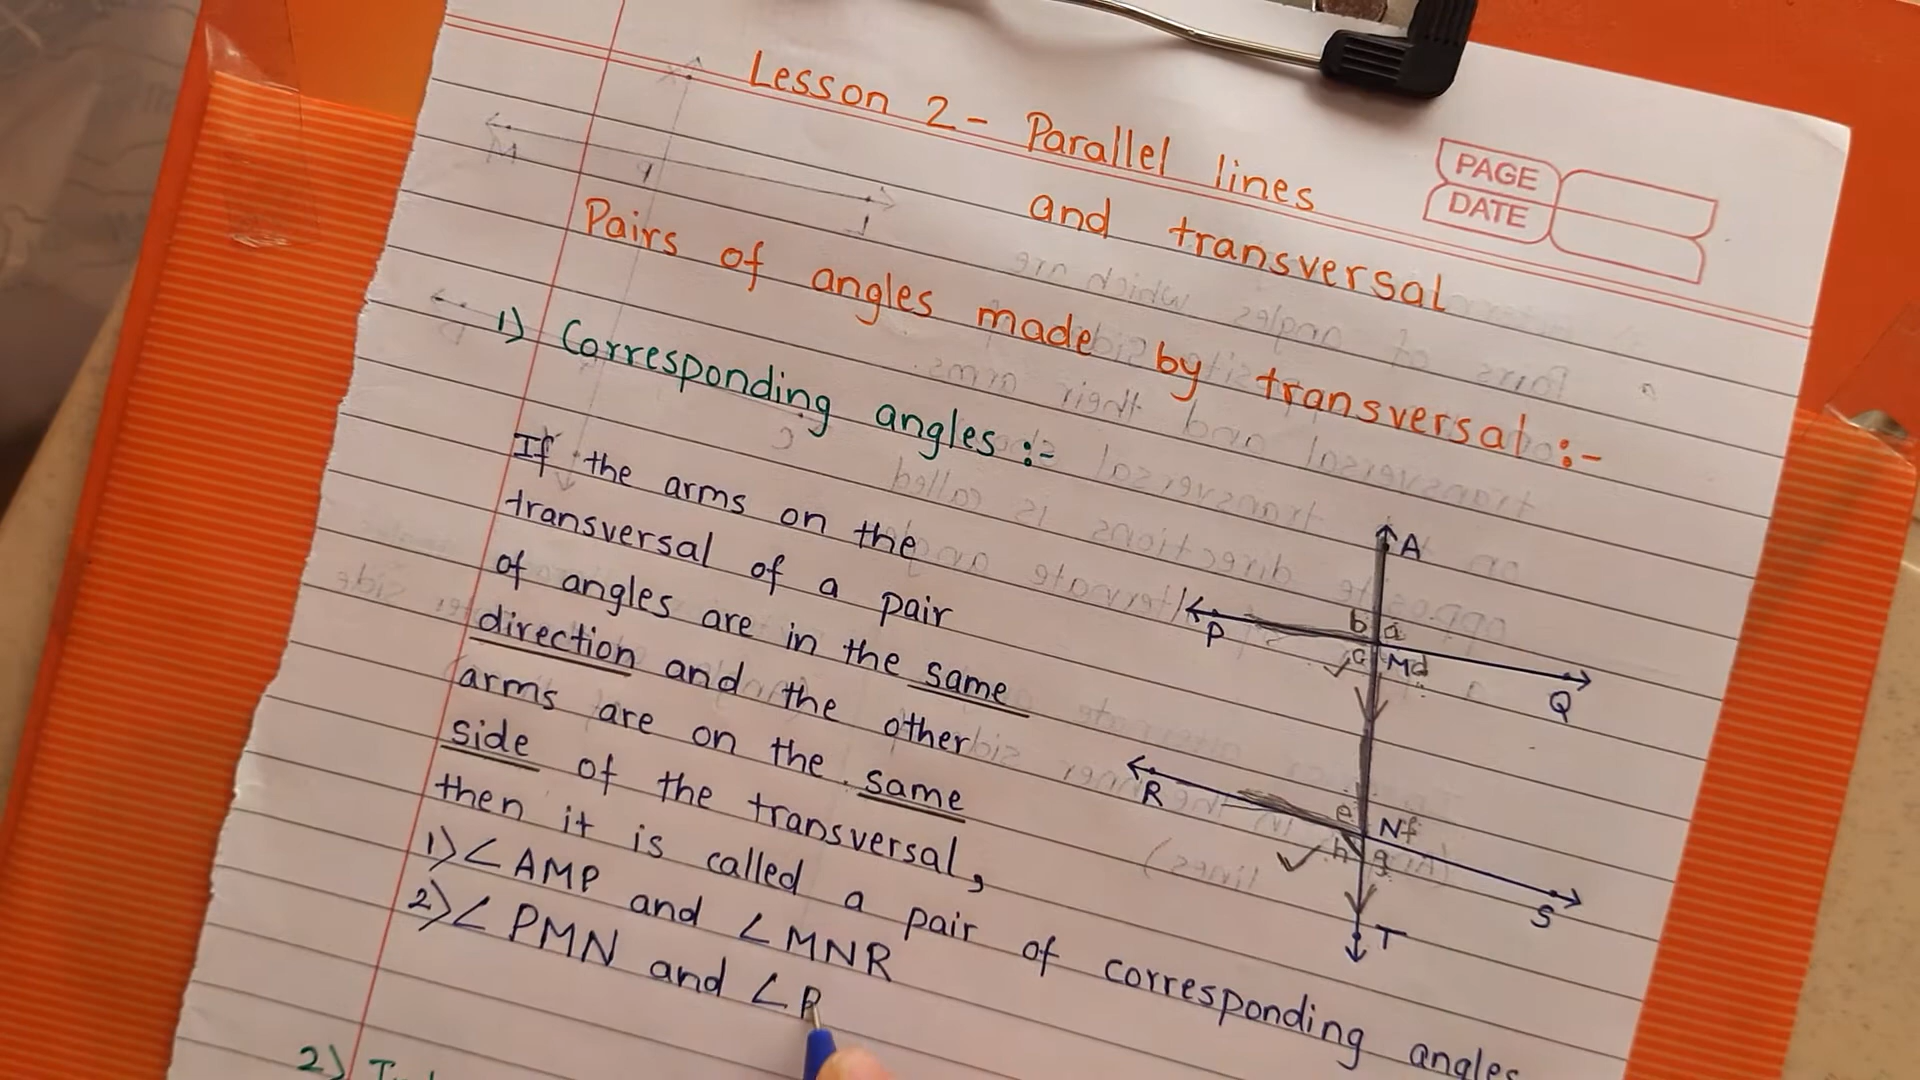 Lesson 2 - Parallel lines
and transversal
PAGE
DATE
Pairs of angles made by transversal :-
1) Corresponding angles :-
If the arms on the
transversal of a pair
of angles are in the same
direction and the other
arms are on the same
side of the transversal,
then it is called a pair of corresponding angles
1) ∠AMP and ∠MNR
2) ∠PMN and ∠R
2)
A
b a
P
c M d
Q
R
e N f
h g
S
T